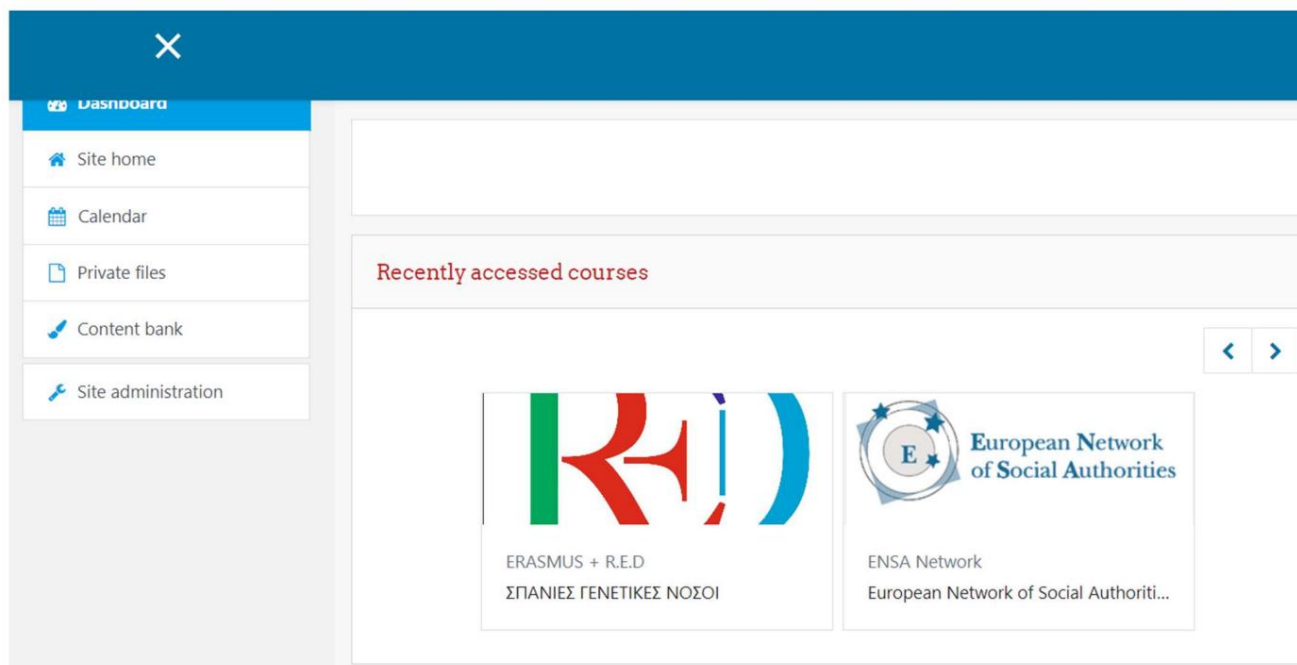 Dashboard
Site home
Calendar
Private files
Content bank
Site administration
Recently accessed courses
RED
ERASMUS + R.E.D
ΣΠΑΝΙΕΣ ΓΕΝΕΤΙΚΕΣ ΝΟΣΟΙ
E
European Network
of Social Authorities
ENSA Network
European Network of Social Authoriti...